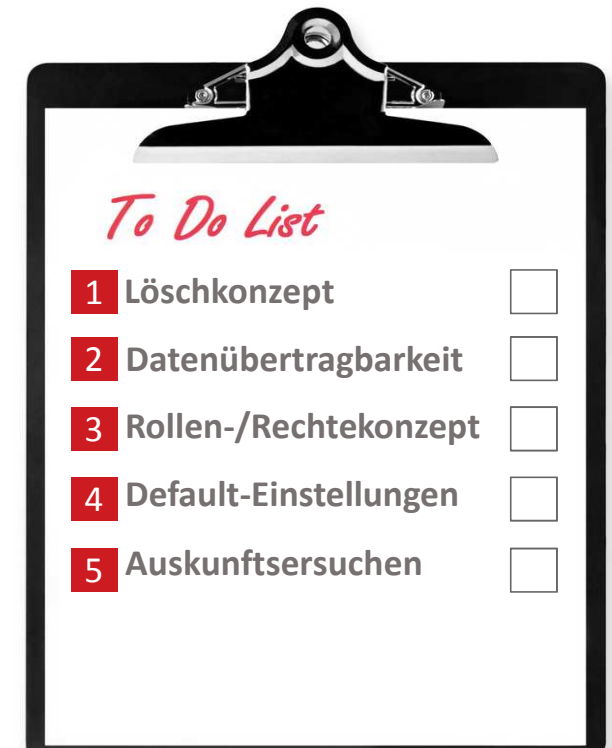 To Do List
1 Löschkonzept
2 Datenübertragbarkeit
3 Rollen-/Rechtekonzept
4 Default-Einstellungen
5 Auskunftsersuchen